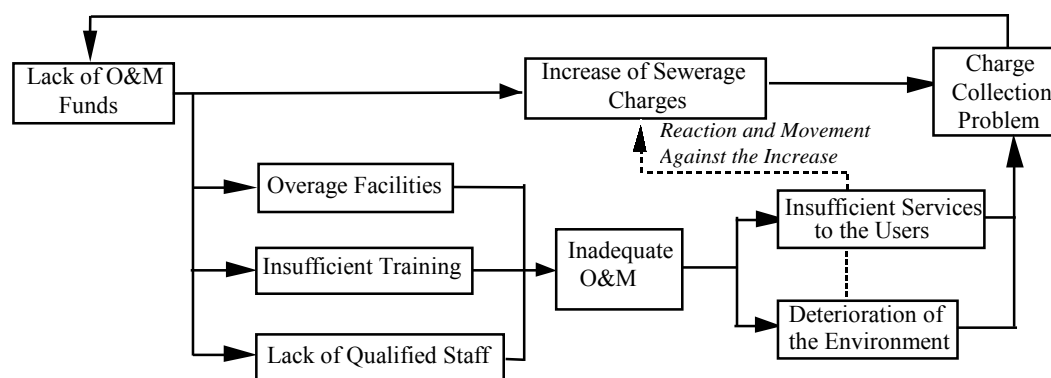 Lack of O&M
Funds
Increase of Sewerage
Charges
Charge
Collection
Problem
Reaction and Movement
Against the Increase
Overage Facilities
Insufficient Training
Lack of Qualified Staff
Inadequate
O&M
Insufficient Services
to the Users
Deterioration of
the Environment